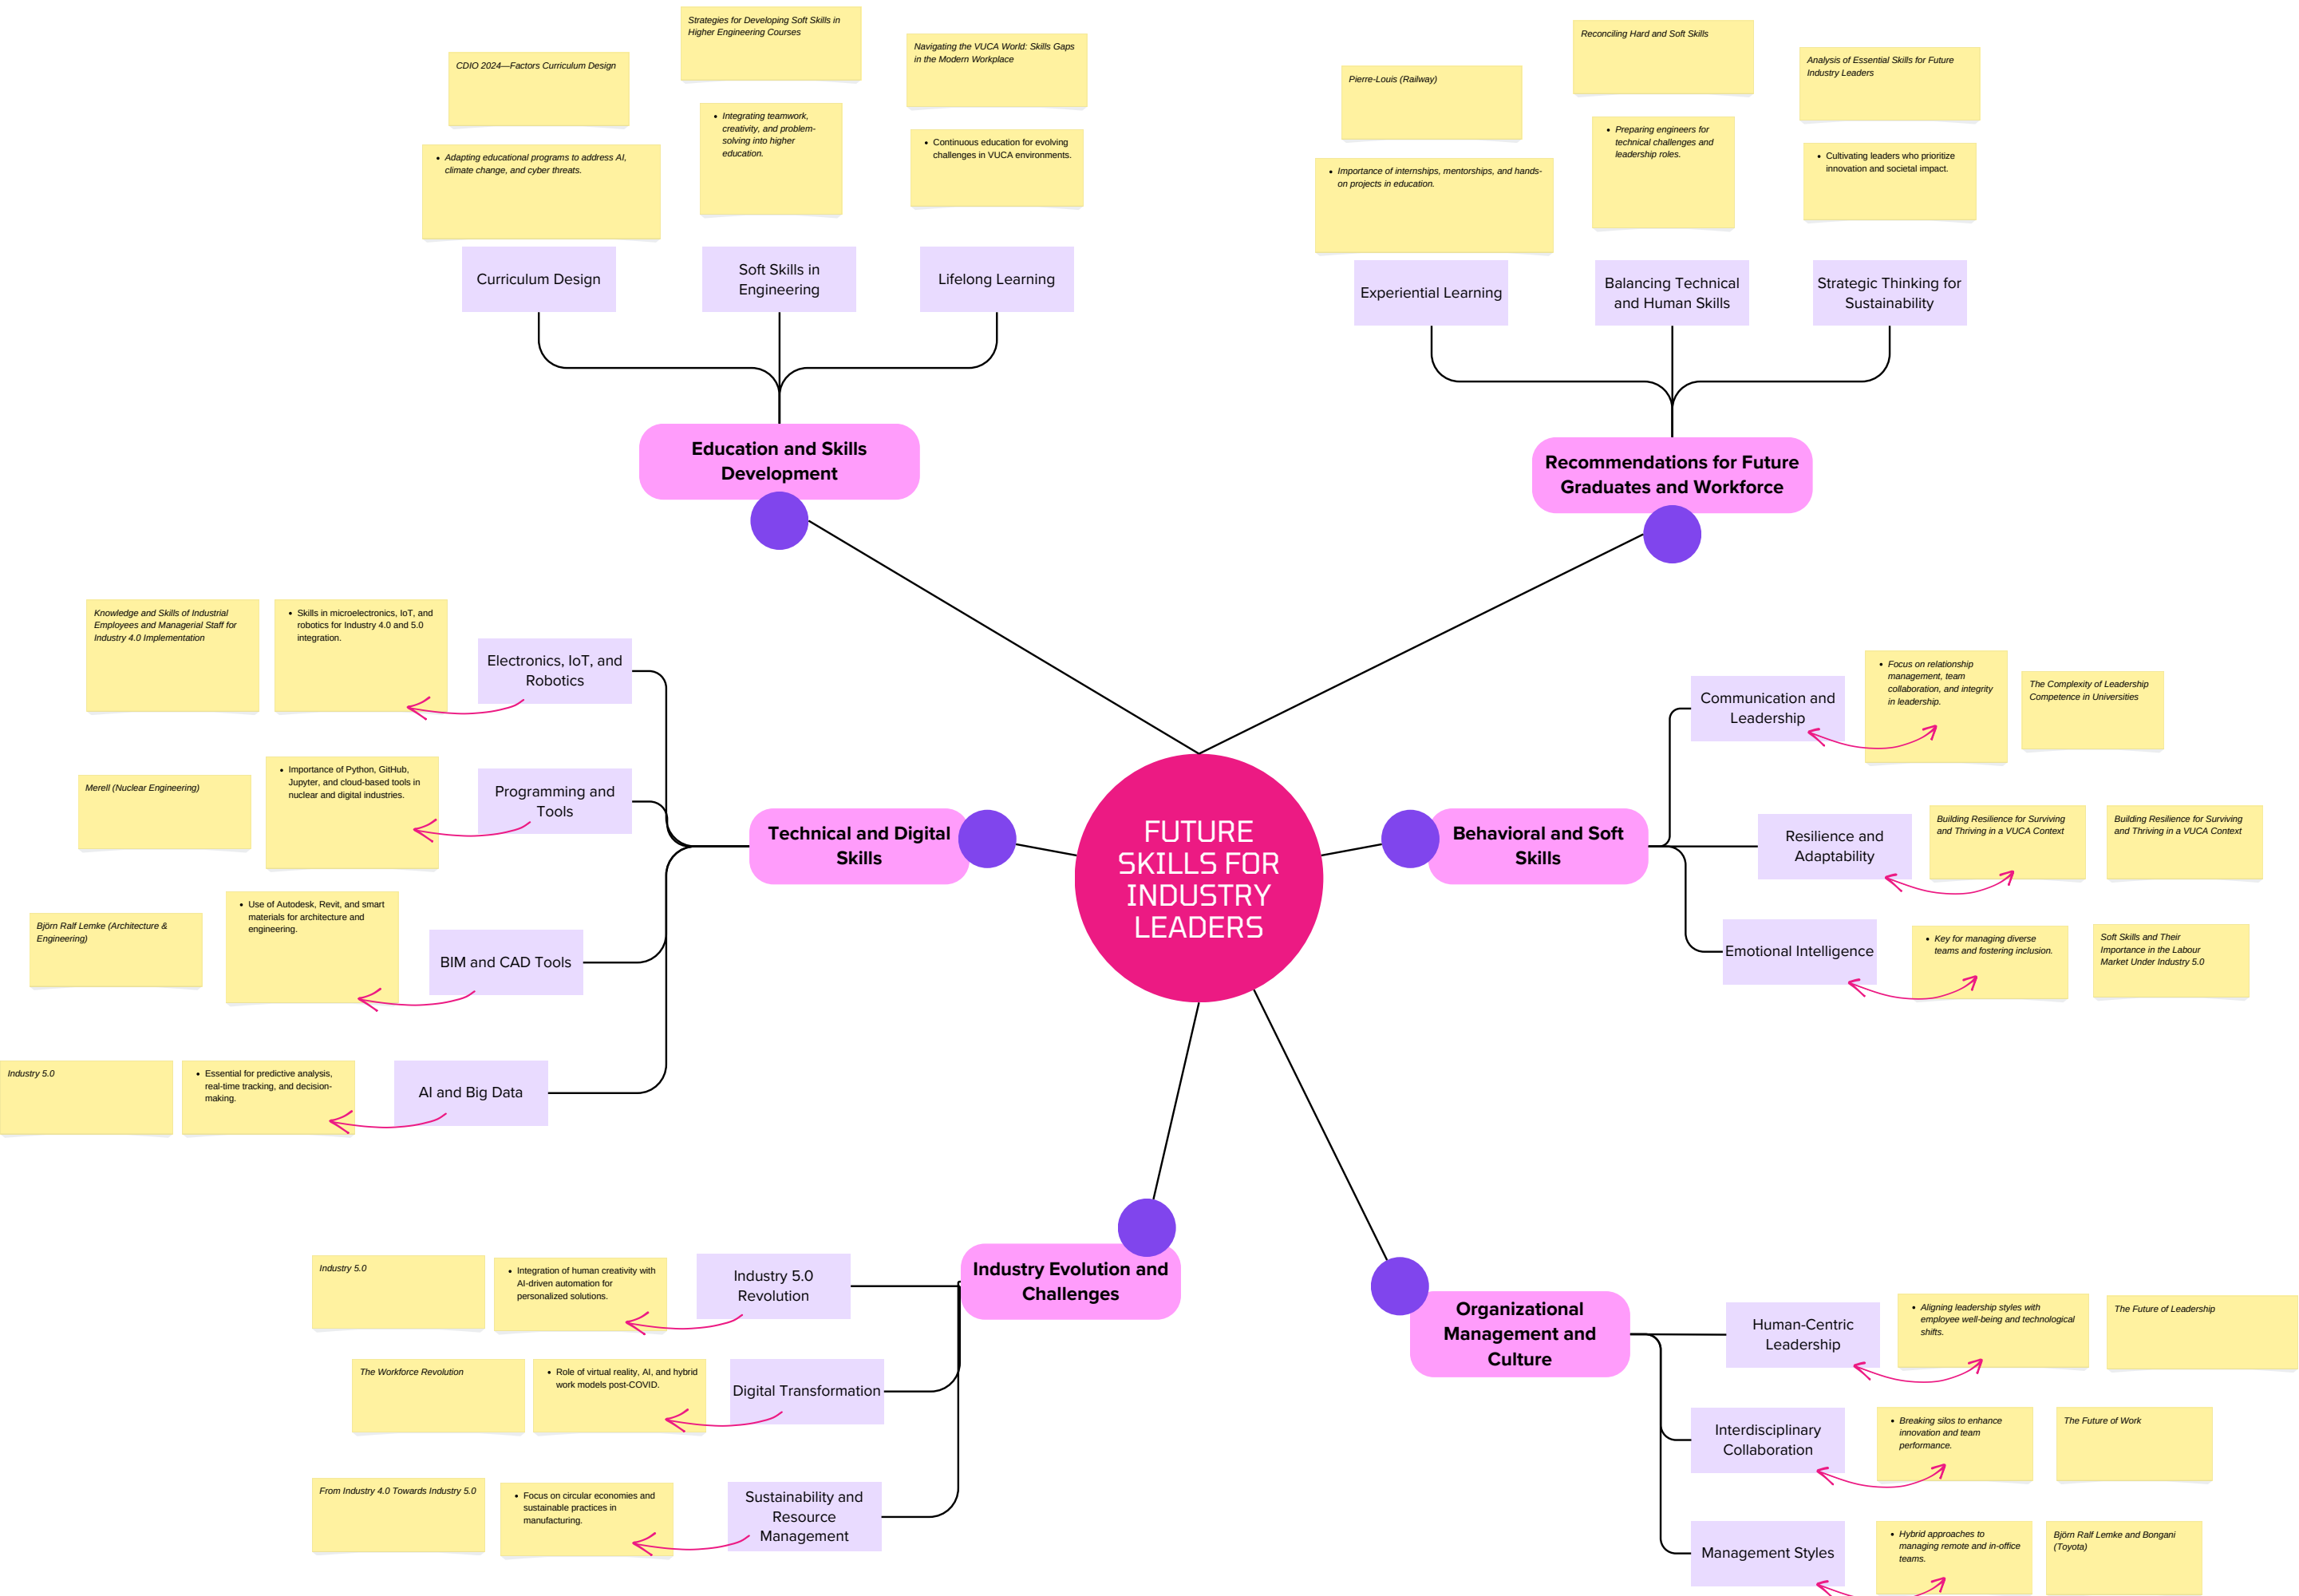 Strategies for Developing Soft Skills in
Higher Engineering Courses
CDIO 2024—Factors Curriculum Design
Navigating the VUCA World: Skills Gaps
in the Modern Workplace
• Adapting educational programs to address AI,
climate change, and cyber threats.
• Integrating teamwork,
creativity, and problem-
solving into higher
education.
• Continuous education for evolving
challenges in VUCA environments.
Curriculum Design
Soft Skills in
Engineering
Lifelong Learning
Education and Skills
Development
Pierre-Louis (Railway)
Reconciling Hard and Soft Skills
Analysis of Essential Skills for Future
Industry Leaders
• Importance of internships, mentorships, and hands-
on projects in education.
• Preparing engineers for
technical challenges and
leadership roles.
• Cultivating leaders who prioritize
innovation and societal impact.
Experiential Learning
Balancing Technical
and Human Skills
Strategic Thinking for
Sustainability
Recommendations for Future
Graduates and Workforce
Knowledge and Skills of Industrial
Employees and Managerial Staff for
Industry 4.0 Implementation
• Skills in microelectronics, IoT, and
robotics for Industry 4.0 and 5.0
integration.
Electronics, IoT, and
Robotics
Merell (Nuclear Engineering)
• Importance of Python, GitHub,
Jupyter, and cloud-based tools in
nuclear and digital industries.
Programming and
Tools
Björn Ralf Lemke (Architecture &
Engineering)
• Use of Autodesk, Revit, and smart
materials for architecture and
engineering.
BIM and CAD Tools
Industry 5.0
• Essential for predictive analysis,
real-time tracking, and decision-
making.
AI and Big Data
Technical and Digital
Skills
FUTURE
SKILLS FOR
INDUSTRY
LEADERS
Behavioral and Soft
Skills
Communication and
Leadership
• Focus on relationship
management, team
collaboration, and integrity
in leadership.
The Complexity of Leadership
Competence in Universities
Resilience and
Adaptability
Building Resilience for Surviving
and Thriving in a VUCA Context
Building Resilience for Surviving
and Thriving in a VUCA Context
Emotional Intelligence
• Key for managing diverse
teams and fostering inclusion.
Soft Skills and Their
Importance in the Labour
Market Under Industry 5.0
Industry 5.0
• Integration of human creativity with
AI-driven automation for
personalized solutions.
Industry 5.0
Revolution
Industry Evolution and
Challenges
The Workforce Revolution
• Role of virtual reality, AI, and hybrid
work models post-COVID.
Digital Transformation
From Industry 4.0 Towards Industry 5.0
• Focus on circular economies and
sustainable practices in
manufacturing.
Sustainability and
Resource
Management
Organizational
Management and
Culture
Human-Centric
Leadership
• Aligning leadership styles with
employee well-being and technological
shifts.
The Future of Leadership
Interdisciplinary
Collaboration
• Breaking silos to enhance
innovation and team
performance.
The Future of Work
Management Styles
• Hybrid approaches to
managing remote and in-office
teams.
Björn Ralf Lemke and Bongani
(Toyota)